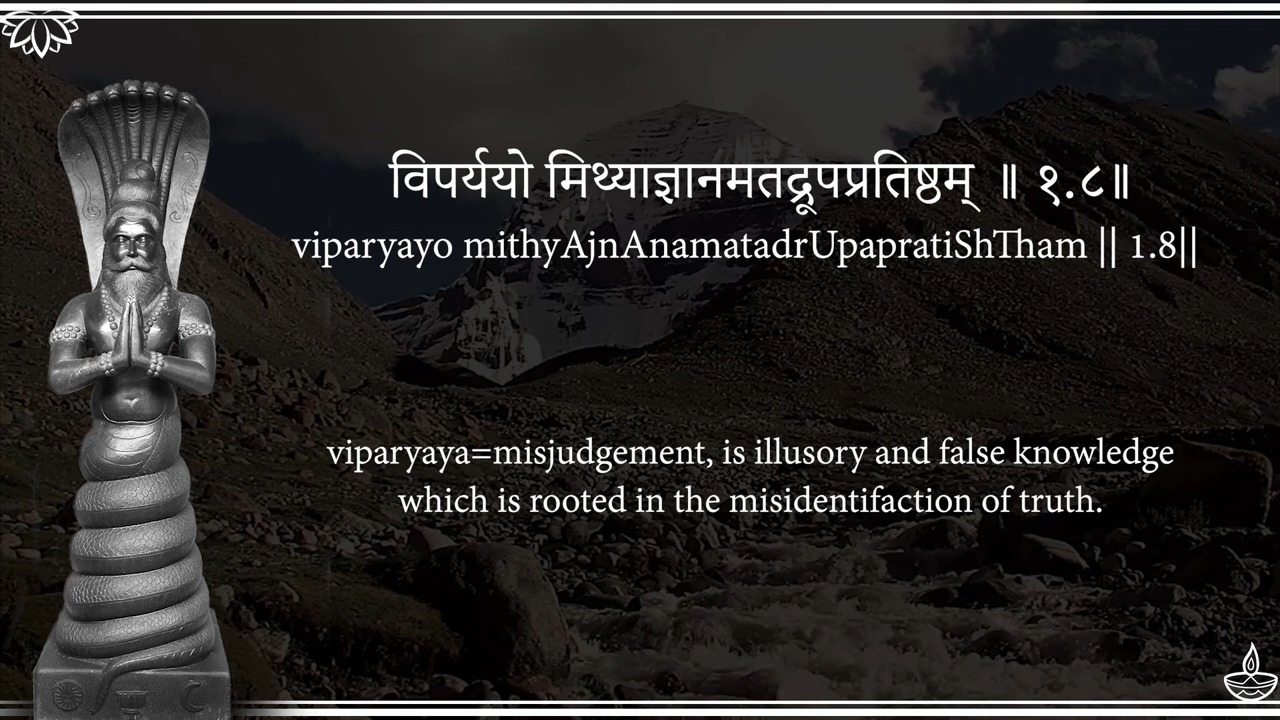 विपर्ययो मिथ्याज्ञानमतद्रूपप्रतिष्ठम् ॥ १.८॥
viparyayo mithyAjnAnamatadrUpapratiShTham || 1.8||
viparyaya=misjudgement, is illusory and false knowledge
which is rooted in the misidentifaction of truth.